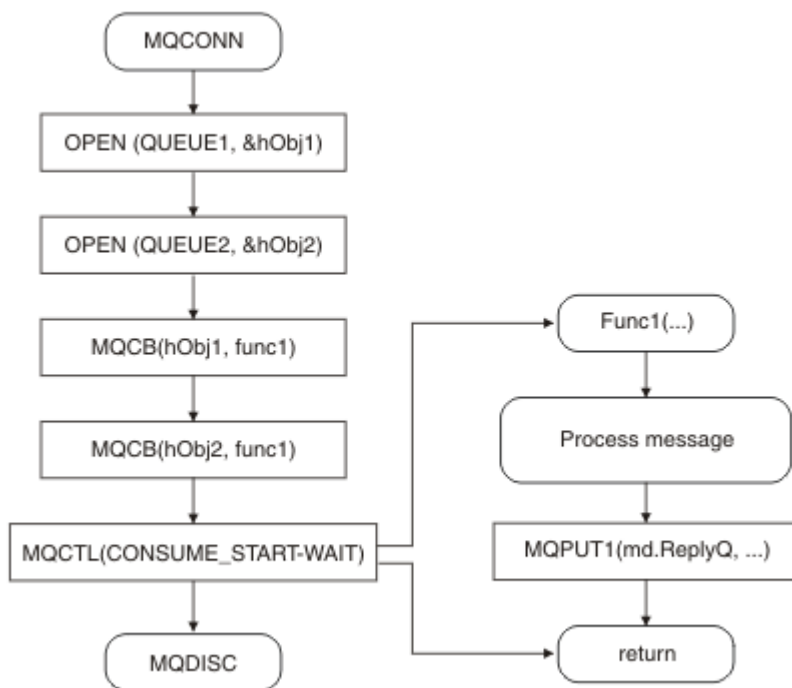 MQCONN
OPEN (QUEUE1, &hObj1)
OPEN (QUEUE2, &hObj2)
MQCB(hObj1, func1)
MQCB(hObj2, func1)
MQCTL(CONSUME_START-WAIT)
MQDISC
Func1(...)
Process message
MQPUT1(md.ReplyQ, ...)
return